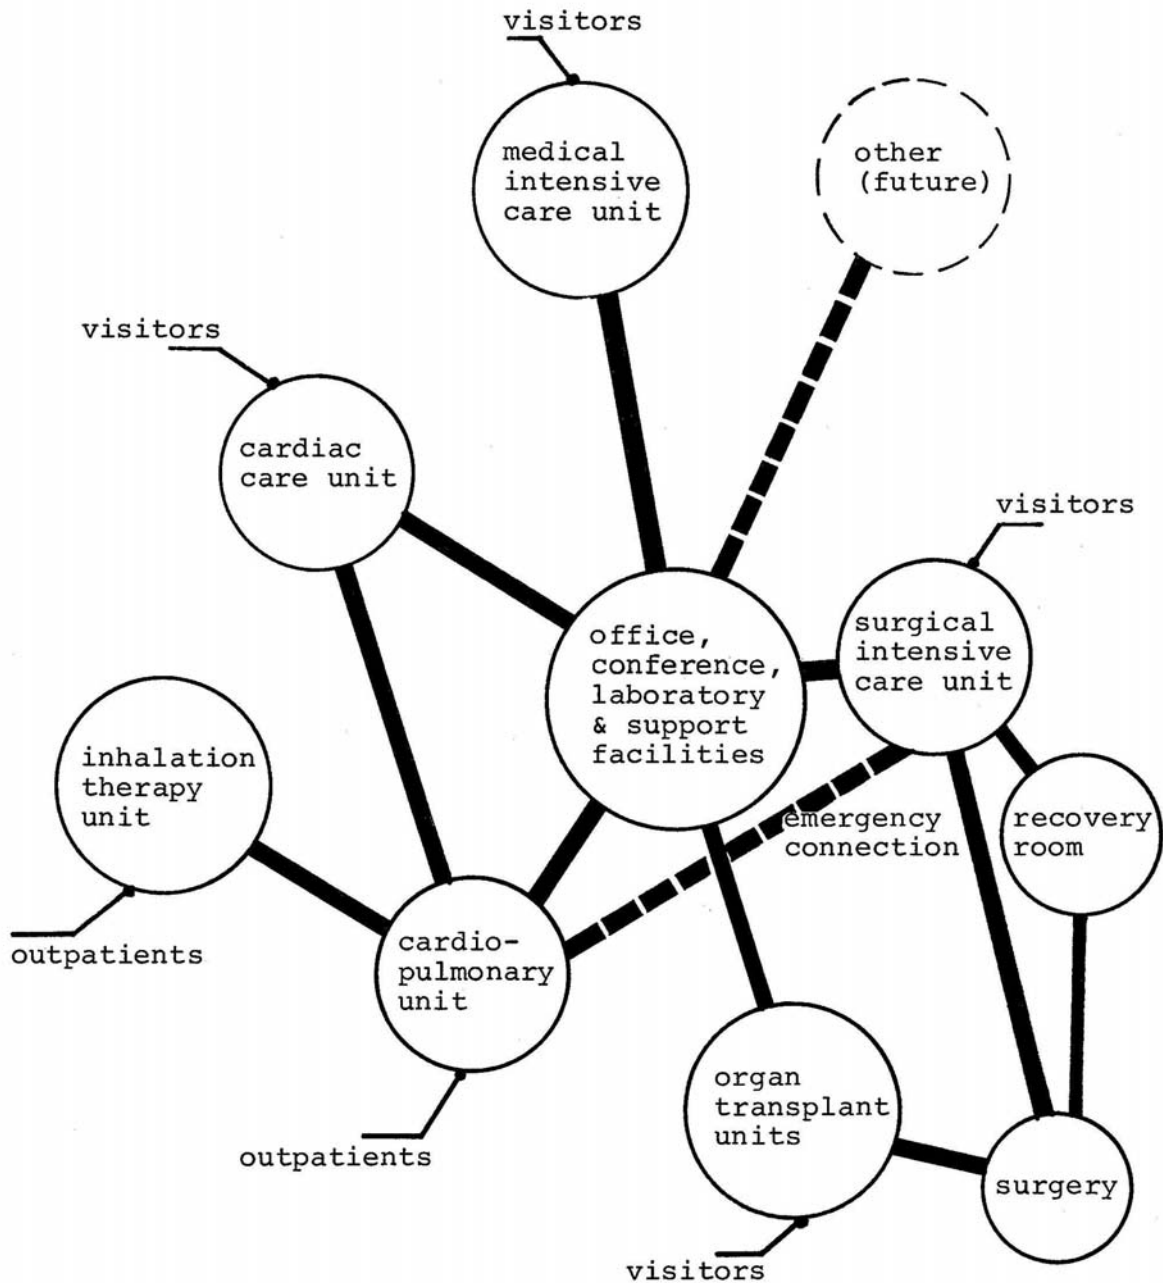 visitors
medical
intensive
care unit
other
(future)
visitors
cardiac
care unit
visitors
office,
conference,
laboratory
& support
facilities
surgical
intensive
care unit
inhalation
therapy
unit
emergency
connection
recovery
room
outpatients
cardio-
pulmonary
unit
organ
transplant
units
outpatients
surgery
visitors